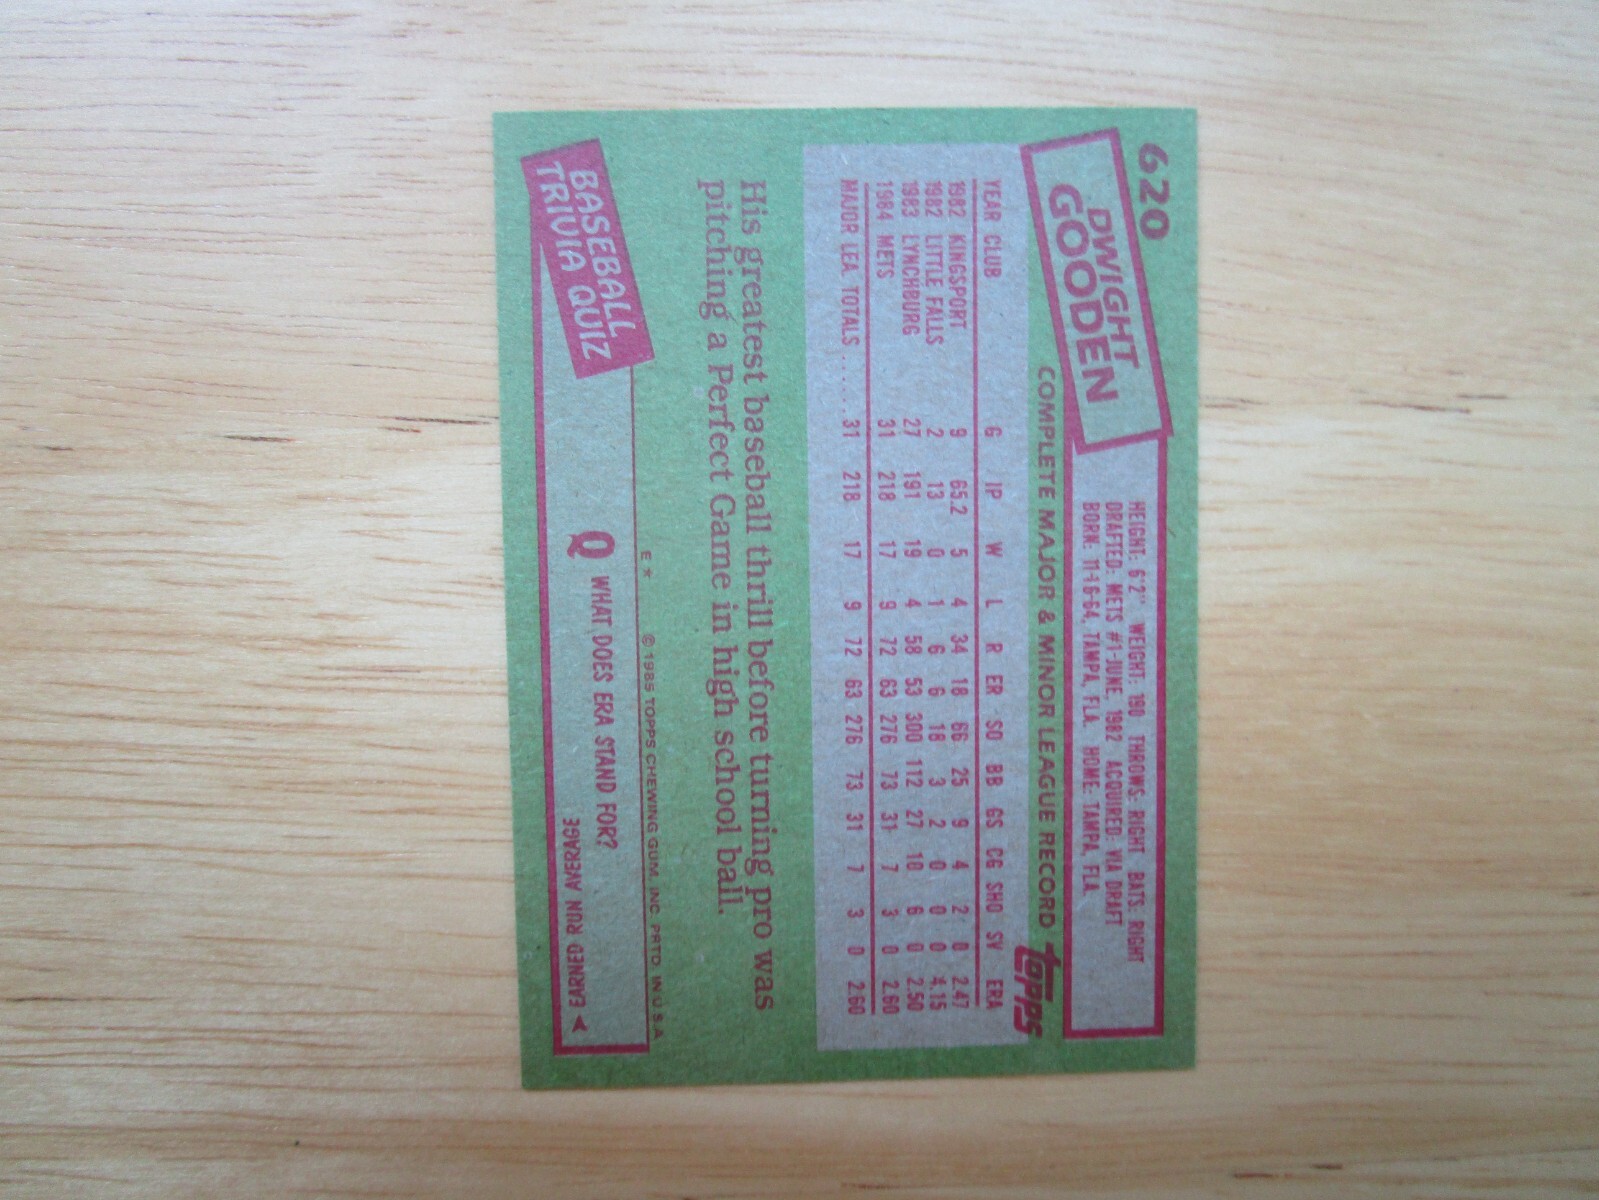 620
DWIGHT
GOODEN
HEIGHT: 6'2" WEIGHT: 190 THROWS: RIGHT BATS: RIGHT
DRAFTED: METS #1-JUNE, 1982 ACQUIRED: VIA DRAFT
BORN: 11-16-64, TAMPA, FLA. HOME: TAMPA, FLA.
COMPLETE MAJOR & MINOR LEAGUE RECORD topps
YEAR CLUB G IP W L R ER SO BB GS CG SHO SV ERA
1982 KINGSPORT 9 65.2 5 4 34 18 66 25 9 4 2 0 2.47
1982 LITTLE FALLS 2 13 0 1 6 6 18 3 2 0 0 0 4.15
1983 LYNCHBURG 27 191 19 4 58 53 300 112 27 10 6 0 2.50
1984 METS 31 218 17 9 72 63 276 73 31 7 3 0 2.60
MAJOR LEA. TOTALS ...... 31 218 17 9 72 63 276 73 31 7 3 0 2.60
His greatest baseball thrill before turning pro was
pitching a Perfect Game in high school ball.
E* © 1985 TOPPS CHEWING GUM, INC. PRTD. IN U.S.A.
BASEBALL
TRIVIA QUIZ
Q WHAT DOES ERA STAND FOR?
EARNED RUN AVERAGE